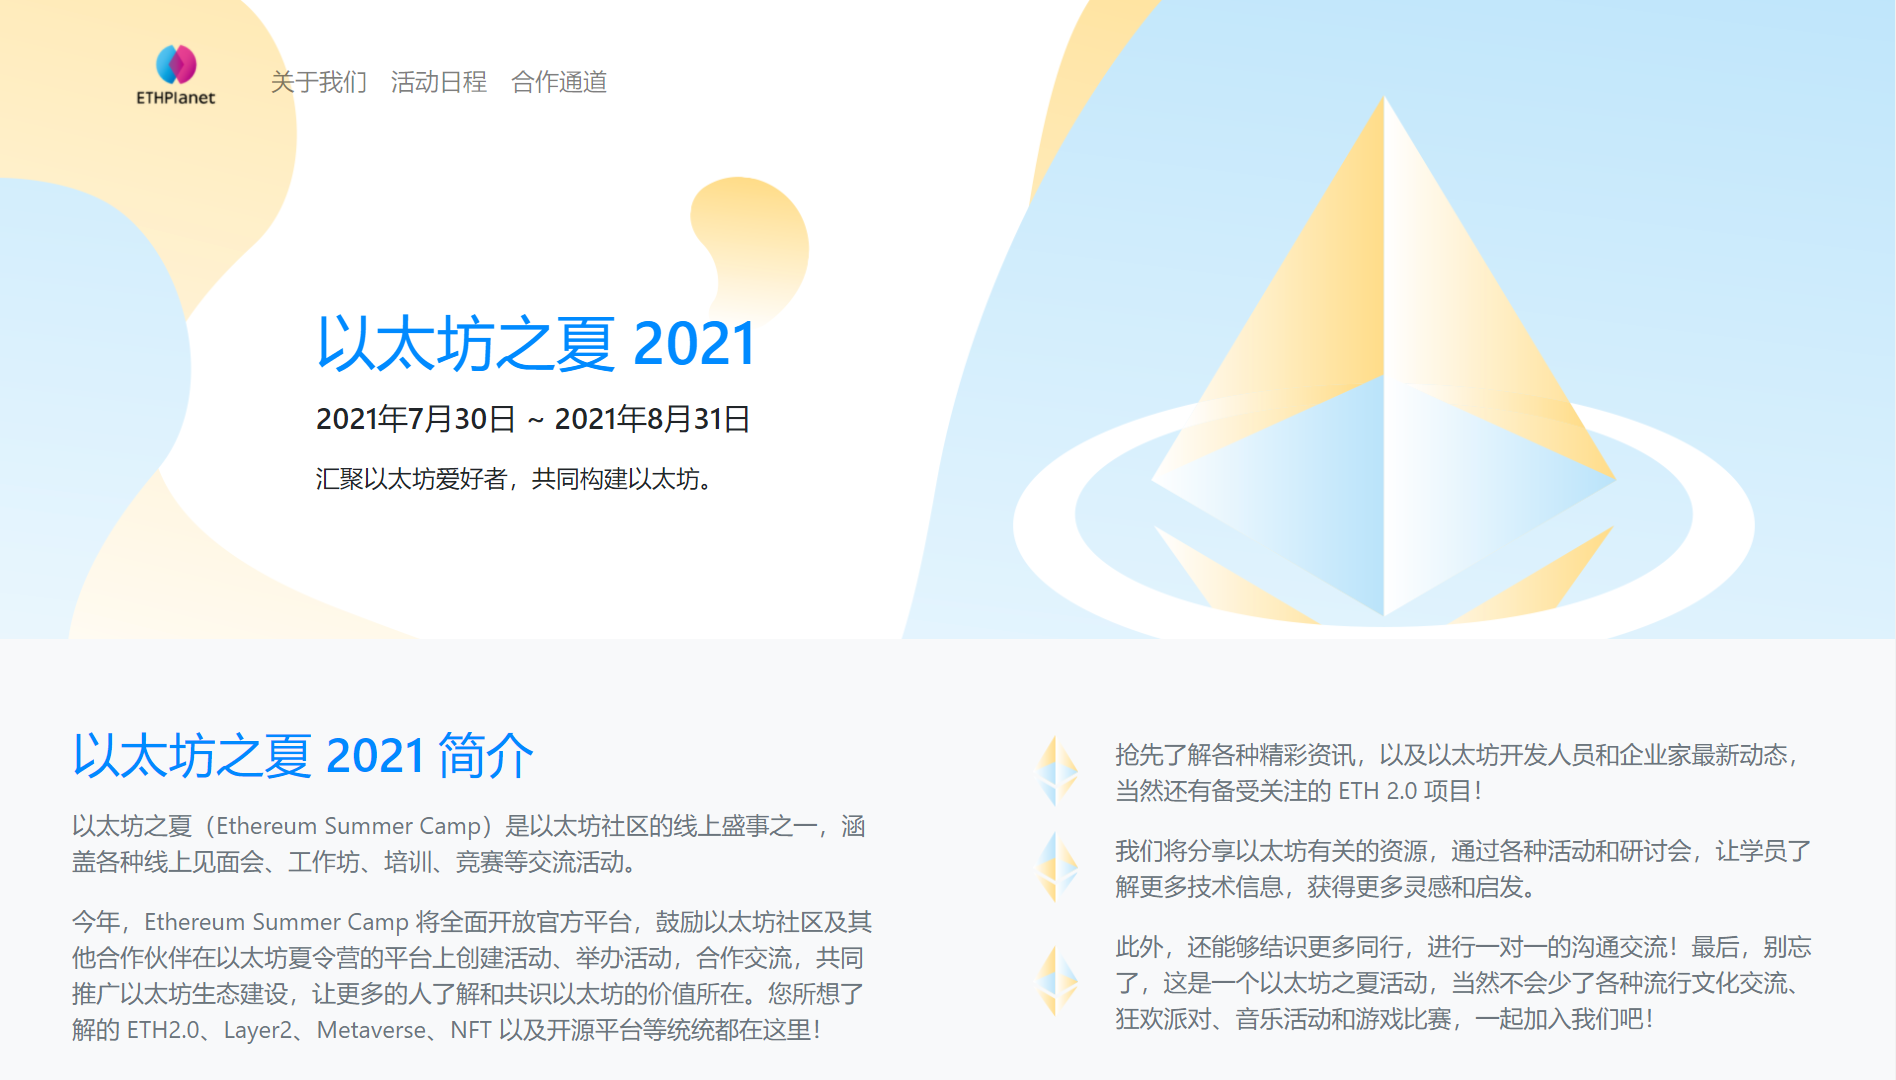 ETHPlanet
关于我们 活动日程 合作通道
以太坊之夏 2021
2021年7月30日 ~ 2021年8月31日
汇聚以太坊爱好者，共同构建以太坊。
以太坊之夏 2021 简介
以太坊之夏（Ethereum Summer Camp）是以太坊社区的线上盛事之一，涵
盖各种线上见面会、工作坊、培训、竞赛等交流活动。
今年，Ethereum Summer Camp 将全面开放官方平台，鼓励以太坊社区及其
他合作伙伴在以太坊夏令营的平台上创建活动、举办活动，合作交流，共同
推广以太坊生态建设，让更多的人了解和共识以太坊的价值所在。您所想了
解的 ETH2.0、Layer2、Metaverse、NFT 以及开源平台等统统都在这里！
抢先了解各种精彩资讯，以及以太坊开发人员和企业家最新动态，
当然还有备受关注的 ETH 2.0 项目！
我们将分享以太坊有关的资源，通过各种活动和研讨会，让学员了
解更多技术信息，获得更多灵感和启发。
此外，还能够结识更多同行，进行一对一的沟通交流！最后，别忘
了，这是一个以太坊之夏活动，当然不会少了各种流行文化交流、
狂欢派对、音乐活动和游戏比赛，一起加入我们吧！